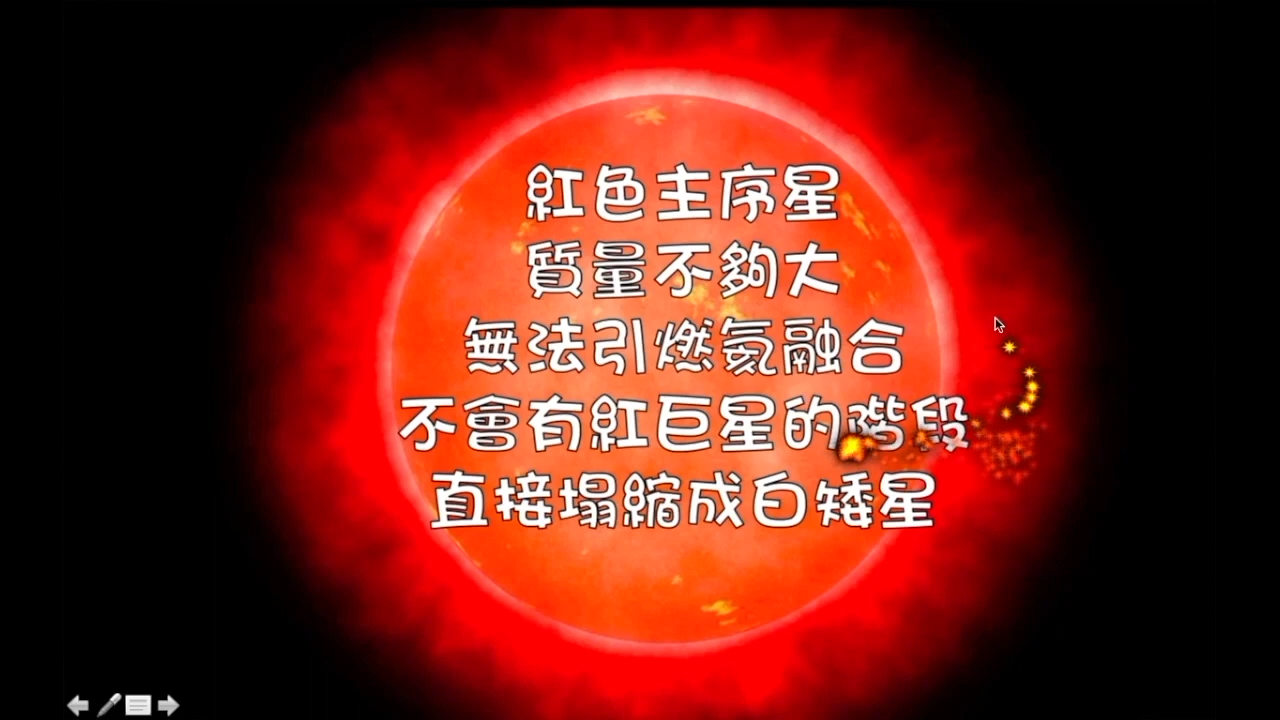 紅色主序星
質量不夠大
無法引燃氦融合
不會有紅巨星的階段
直接塌縮成白矮星